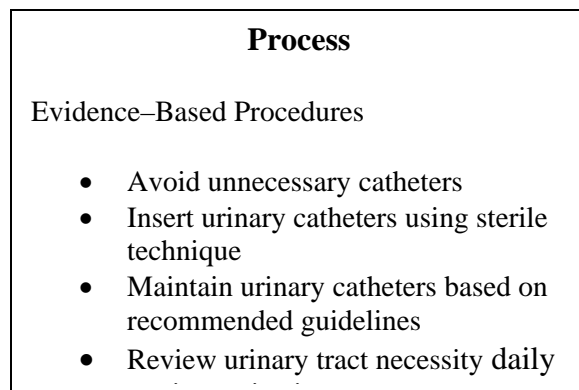 Process
Evidence–Based Procedures
• Avoid unnecessary catheters
• Insert urinary catheters using sterile
technique
• Maintain urinary catheters based on
recommended guidelines
• Review urinary tract necessity daily